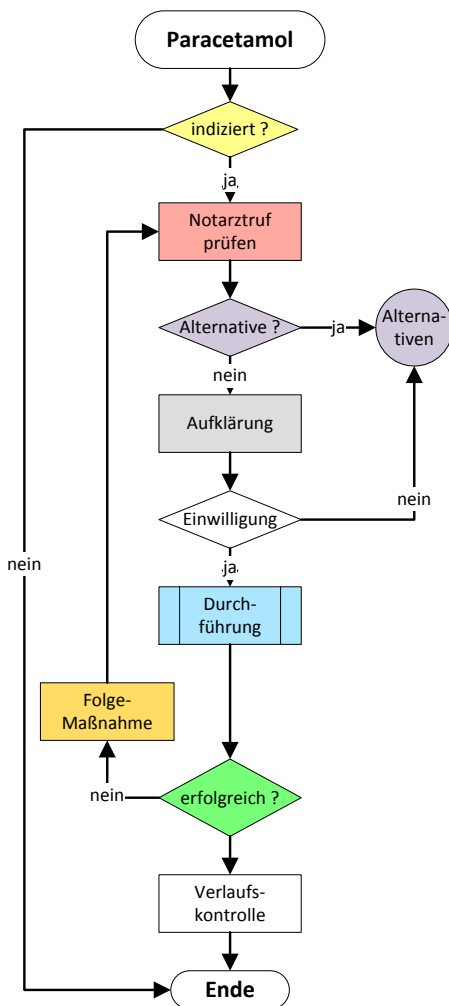 Paracetamol
indiziert ?
ja
Notarztruf
prüfen
Alternative ?
ja
Alterna-
tiven
nein
Aufklärung
Einwilligung
nein
ja
nein
Durch-
führung
Folge-
Maßnahme
nein
erfolgreich ?
Verlaufs-
kontrolle
Ende